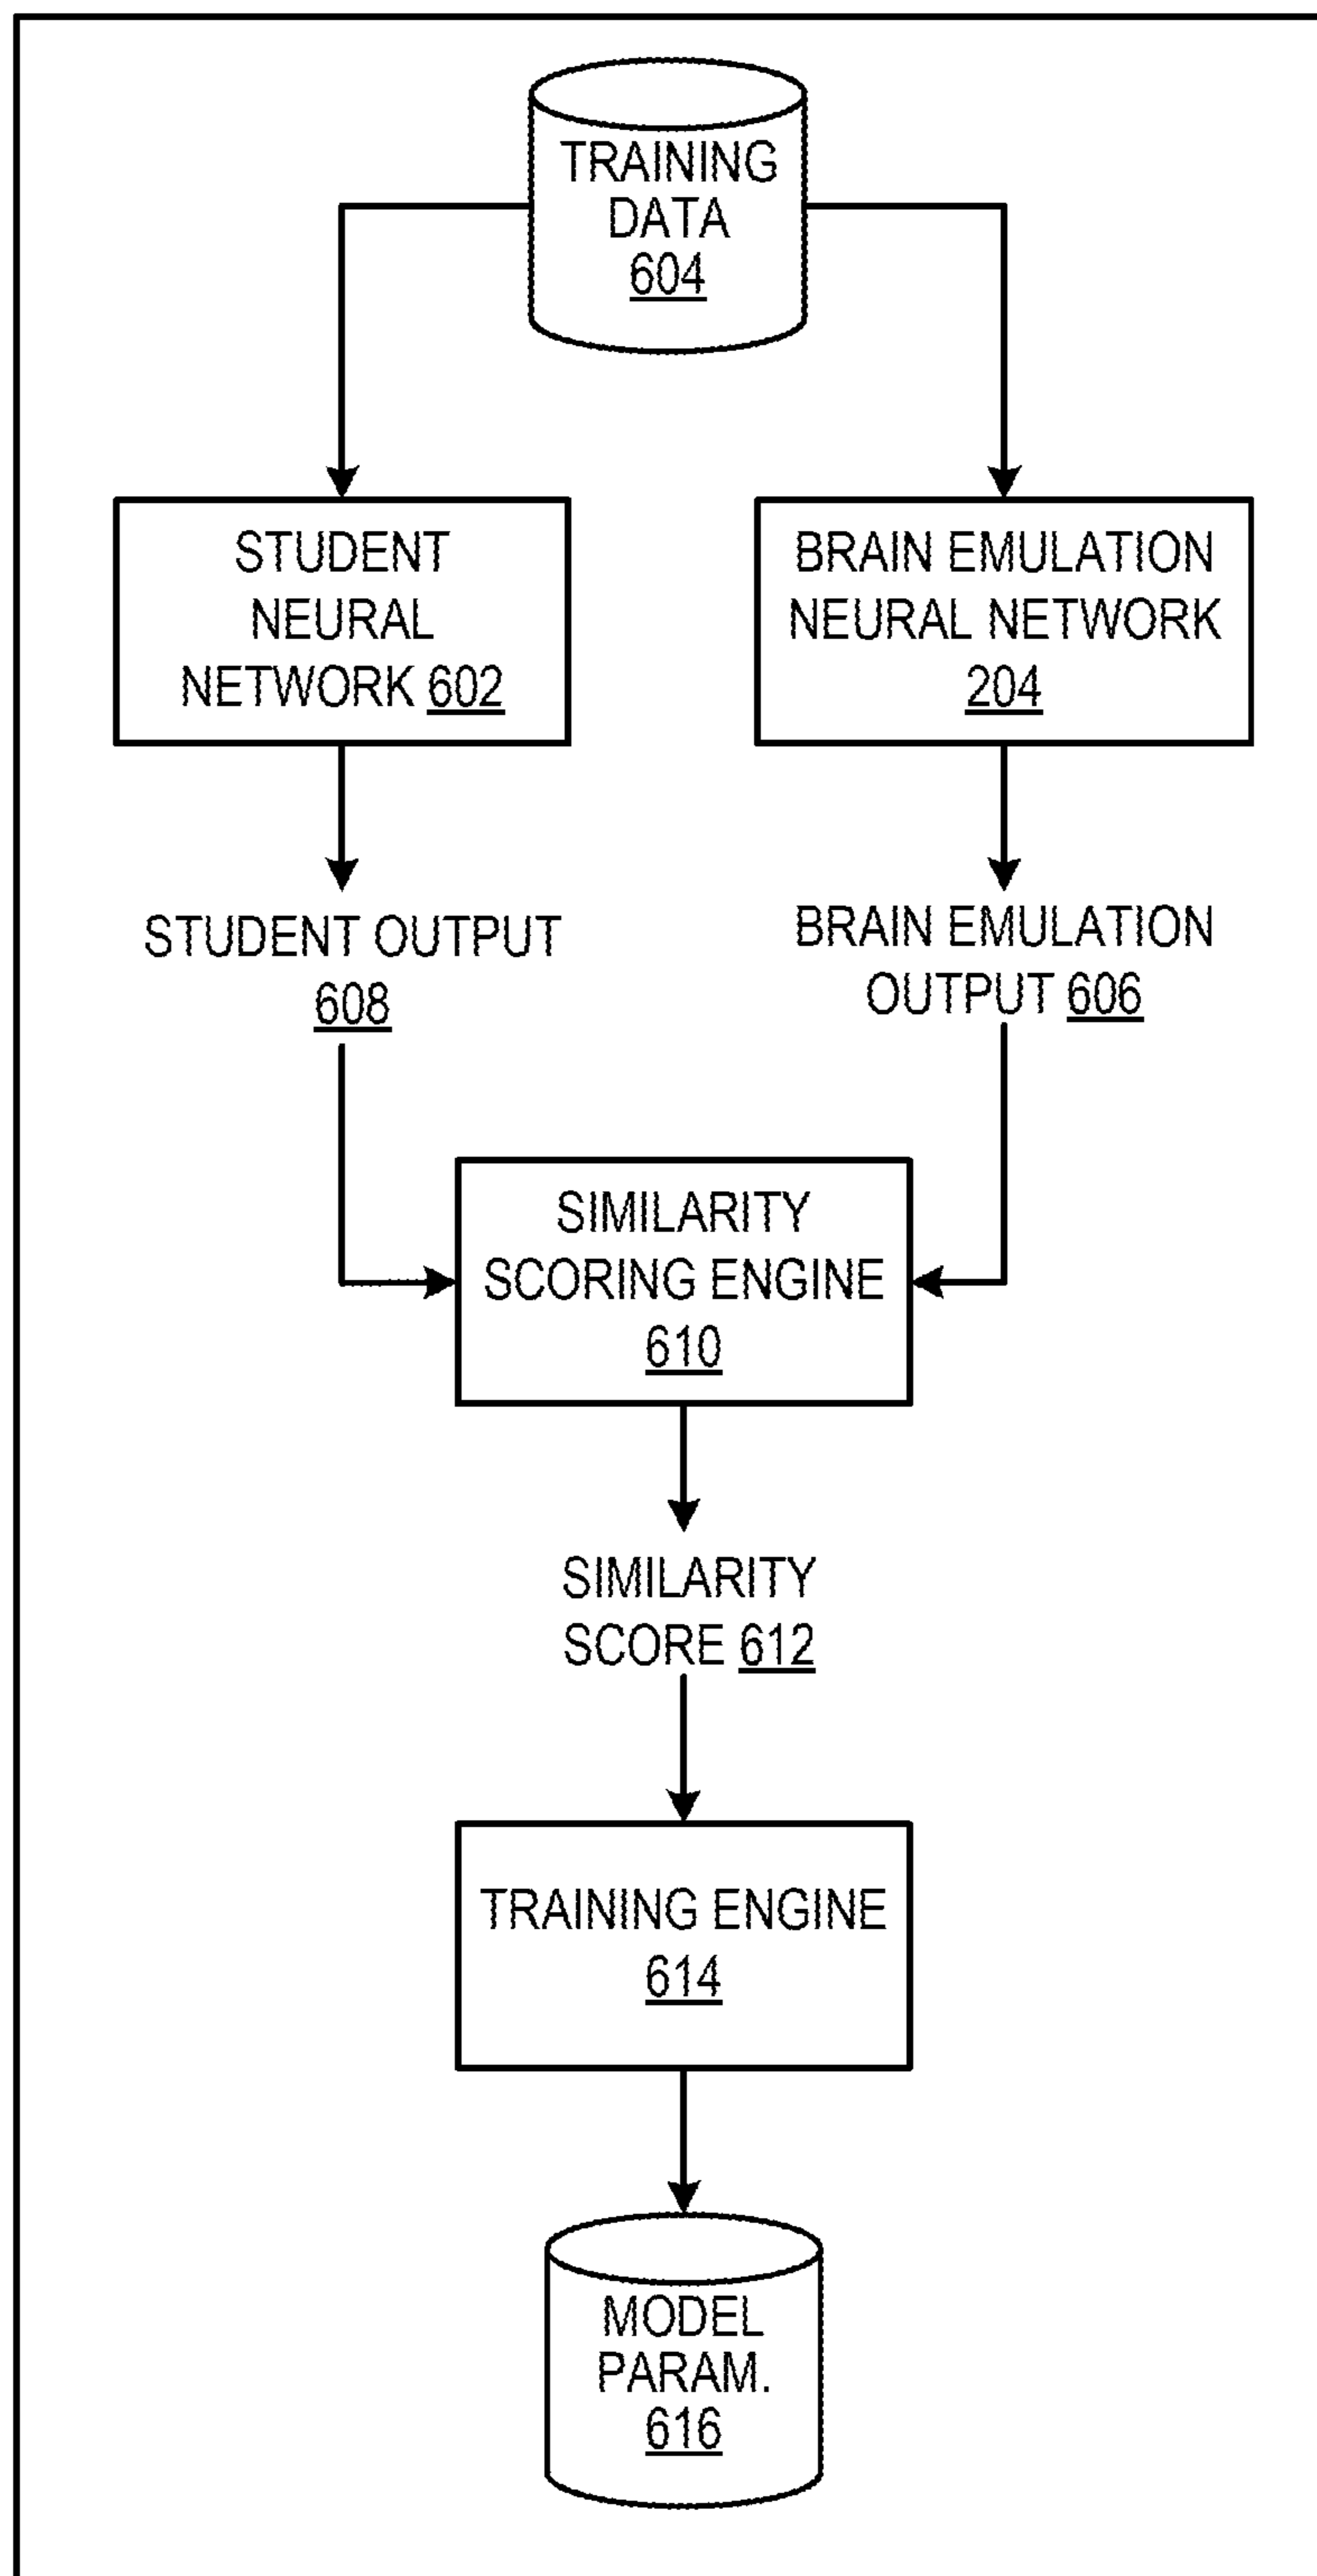 TRAINING
DATA
604
STUDENT
NEURAL
NETWORK 602
BRAIN EMULATION
NEURAL NETWORK
204
STUDENT OUTPUT
608
BRAIN EMULATION
OUTPUT 606
SIMILARITY
SCORING ENGINE
610
SIMILARITY
SCORE 612
TRAINING ENGINE
614
MODEL
PARAM.
616